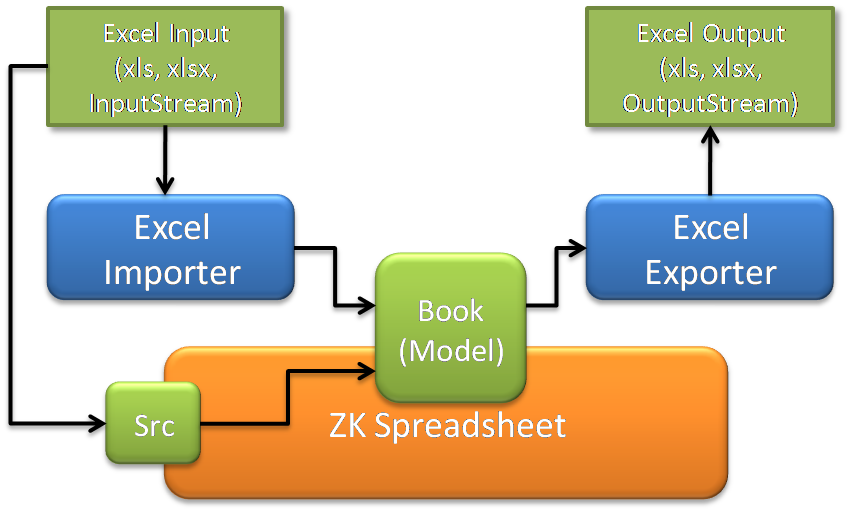 Excel Input
(xls, xlsx,
InputStream)
Excel Output
(xls, xlsx,
OutputStream)
Excel
Importer
Excel
Exporter
Book
(Model)
Src
ZK Spreadsheet